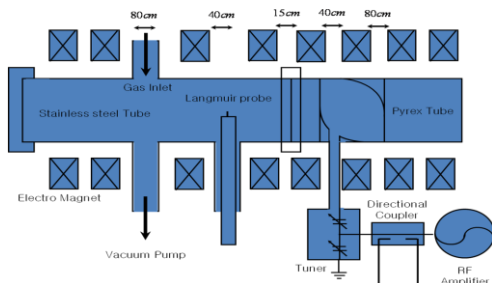 80cm
40cm
15cm
40cm
80cm
Gas Inlet
Langmuir probe
Stainless steel Tube
Pyrex Tube
Electro Magnet
Directional
Coupler
Vacuum Pump
Tuner
RF
Amplifier